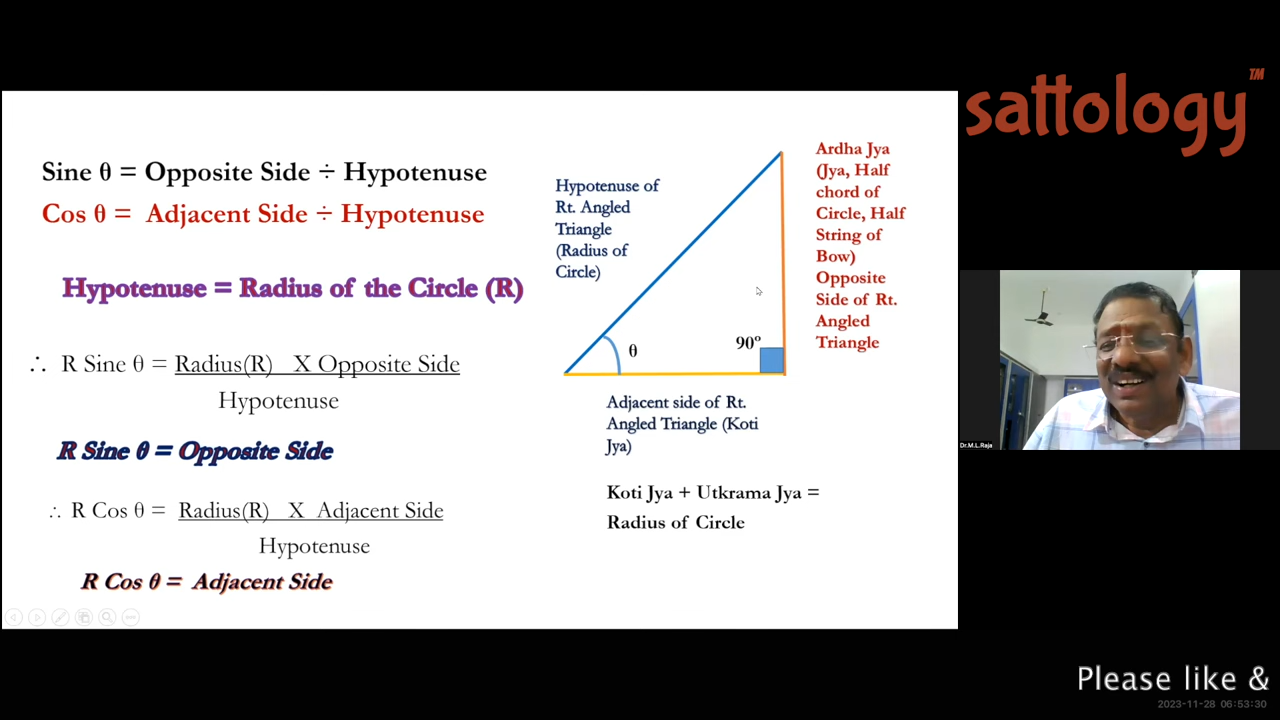 sattology™
Sine θ = Opposite Side ÷ Hypotenuse
Cos θ = Adjacent Side ÷ Hypotenuse
Hypotenuse = Radius of the Circle (R)
∴ R Sine θ = Radius(R) X Opposite Side
Hypotenuse
R Sine θ = Opposite Side
∴ R Cos θ = Radius(R) X Adjacent Side
Hypotenuse
R Cos θ = Adjacent Side
Hypotenuse of
Rt. Angled
Triangle
(Radius of
Circle)
θ
90º
Ardha Jya
(Jya, Half
chord of
Circle, Half
String of
Bow)
Opposite
Side of Rt.
Angled
Triangle
Adjacent side of Rt.
Angled Triangle (Koti
Jya)
Koti Jya + Utkrama Jya =
Radius of Circle
Dr.M.L.Raja
Please like &
2023-11-28 06:53:30